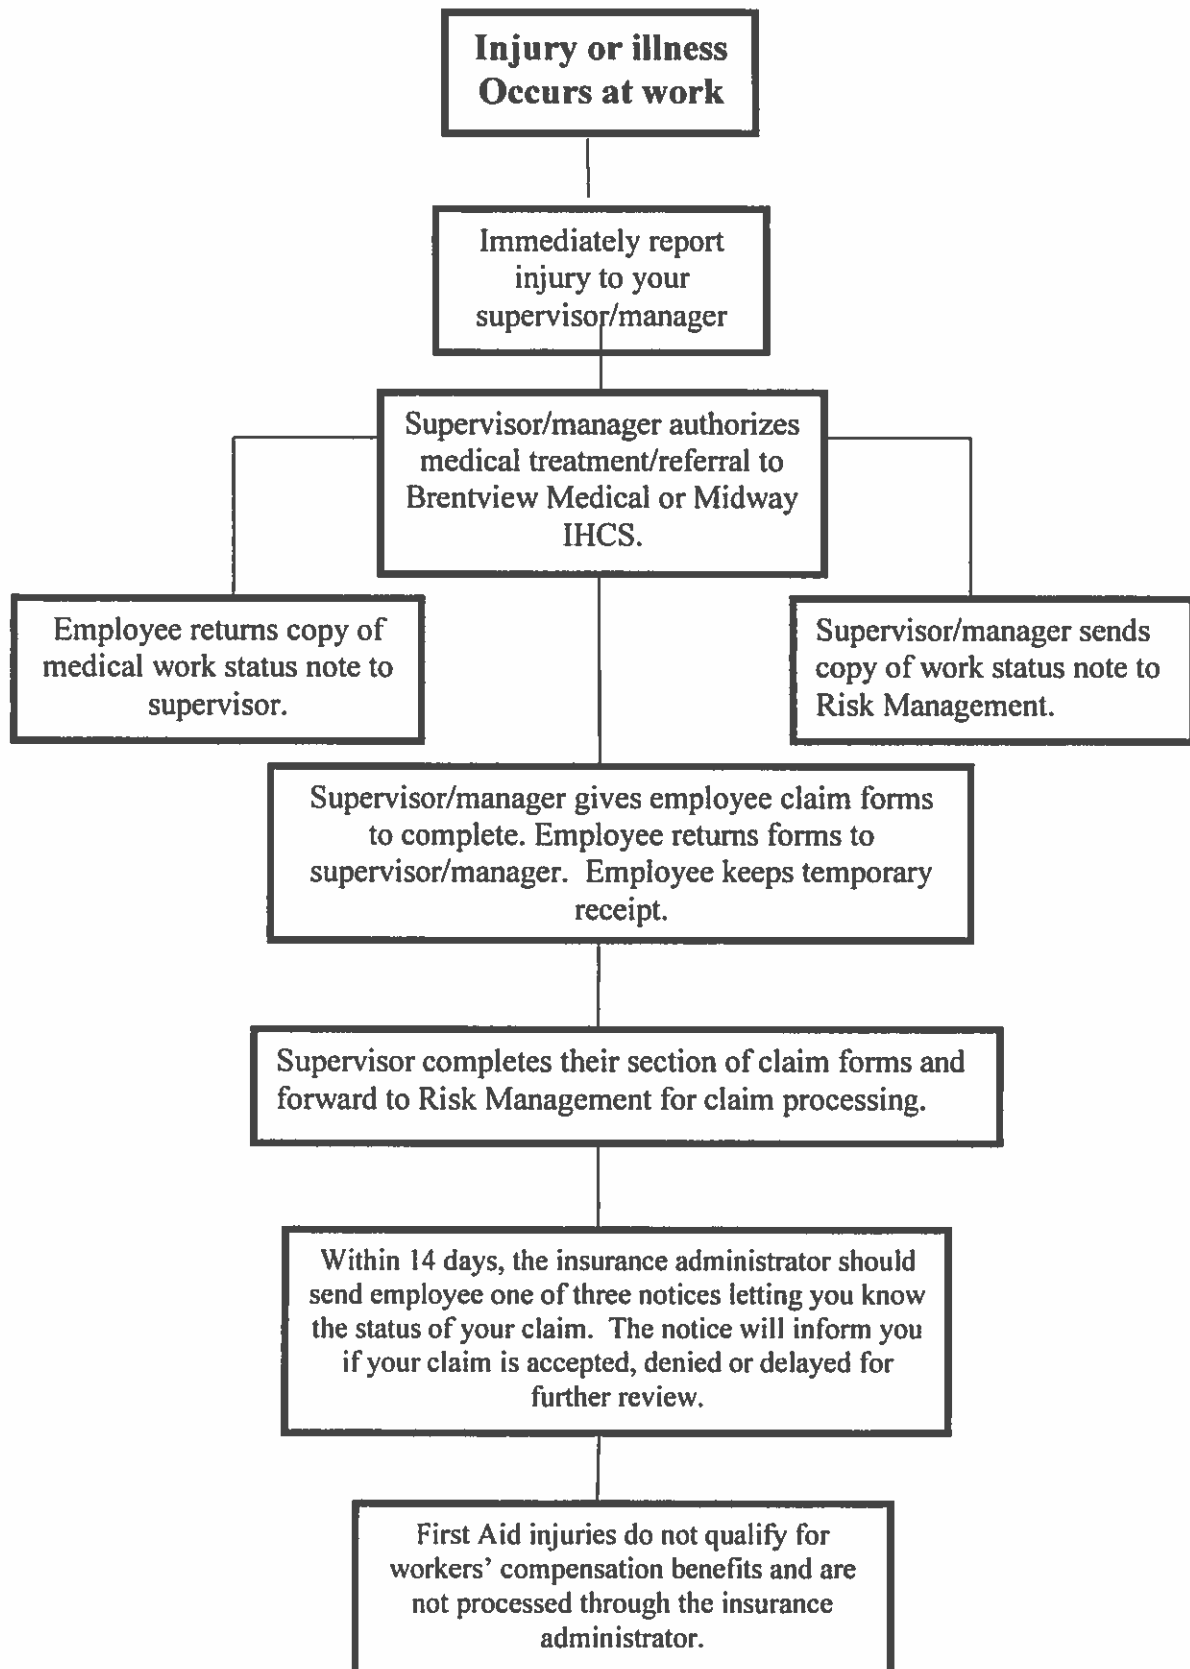 Injury or illness
Occurs at work
Immediately report
injury to your
supervisor/manager
Supervisor/manager authorizes
medical treatment/referral to
Brentview Medical or Midway
IHCS.
Employee returns copy of
medical work status note to
supervisor.
Supervisor/manager sends
copy of work status note to
Risk Management.
Supervisor/manager gives employee claim forms
to complete. Employee returns forms to
supervisor/manager.  Employee keeps temporary
receipt.
Supervisor completes their section of claim forms and
forward to Risk Management for claim processing.
Within 14 days, the insurance administrator should
send employee one of three notices letting you know
the status of your claim.  The notice will inform you
if your claim is accepted, denied or delayed for
further review.
First Aid injuries do not qualify for
workers’ compensation benefits and are
not processed through the insurance
administrator.